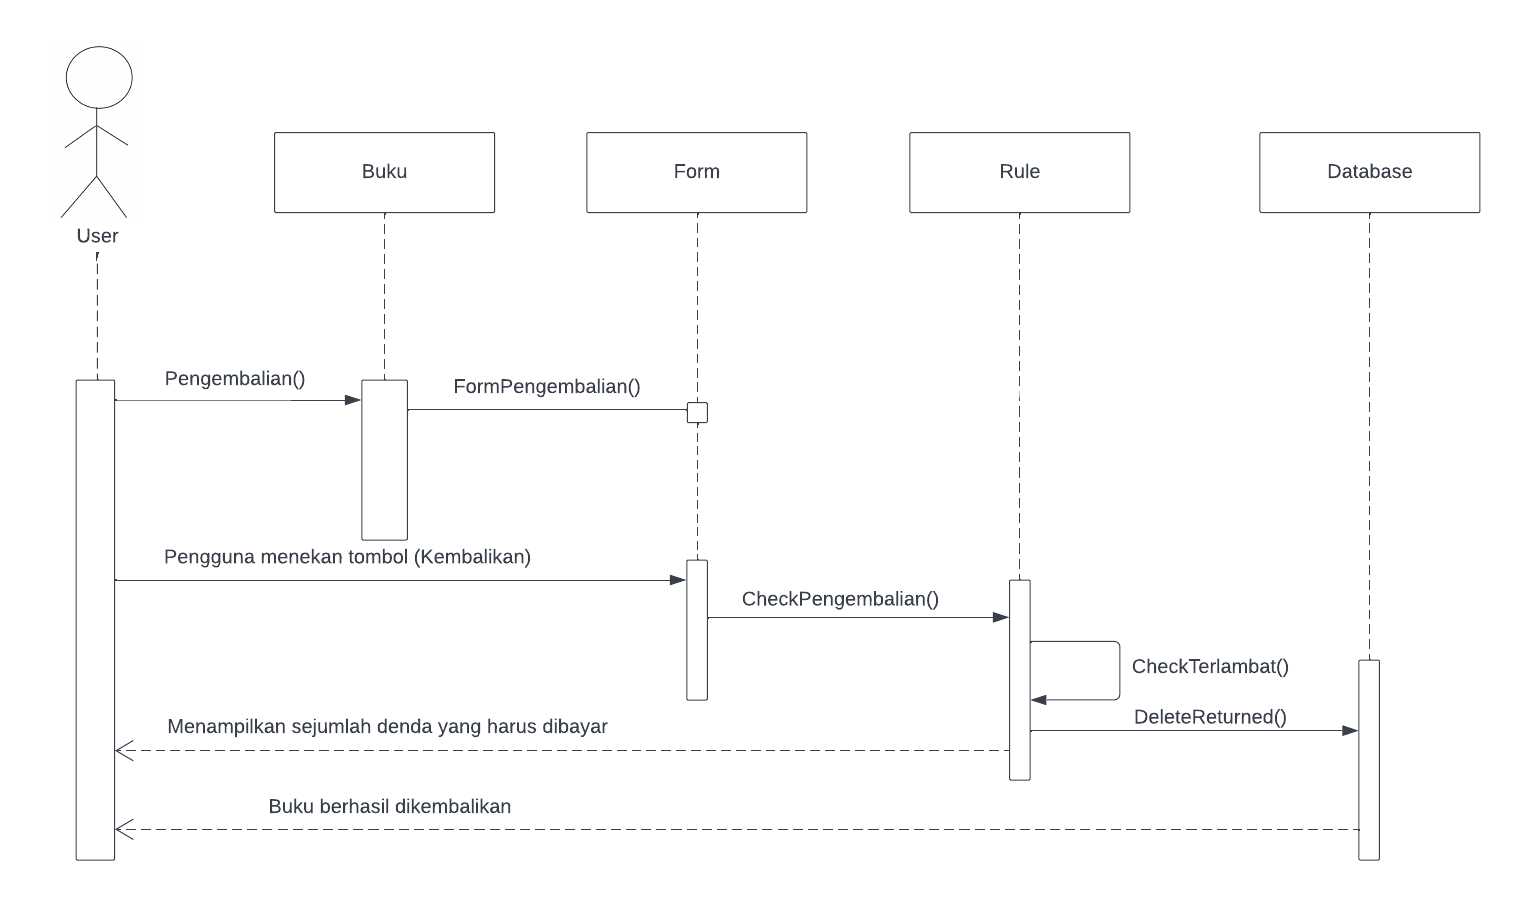 Buku
Form
Rule
Database
User
Pengembalian()
FormPengembalian()
Pengguna menekan tombol (Kembalikan)
CheckPengembalian()
CheckTerlambat()
DeleteReturned()
Menampilkan sejumlah denda yang harus dibayar
Buku berhasil dikembalikan